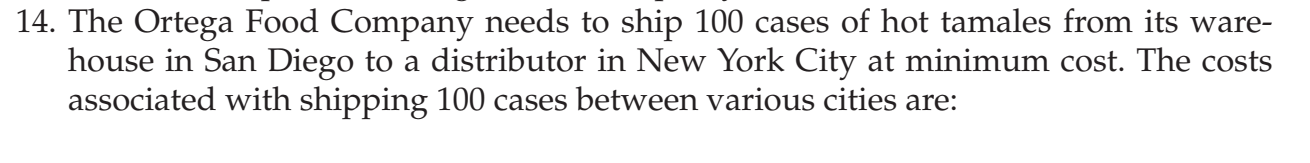 14. The Ortega Food Company needs to ship 100 cases of hot tamales from its ware-
house in San Diego to a distributor in New York City at minimum cost. The costs
associated with shipping 100 cases between various cities are: